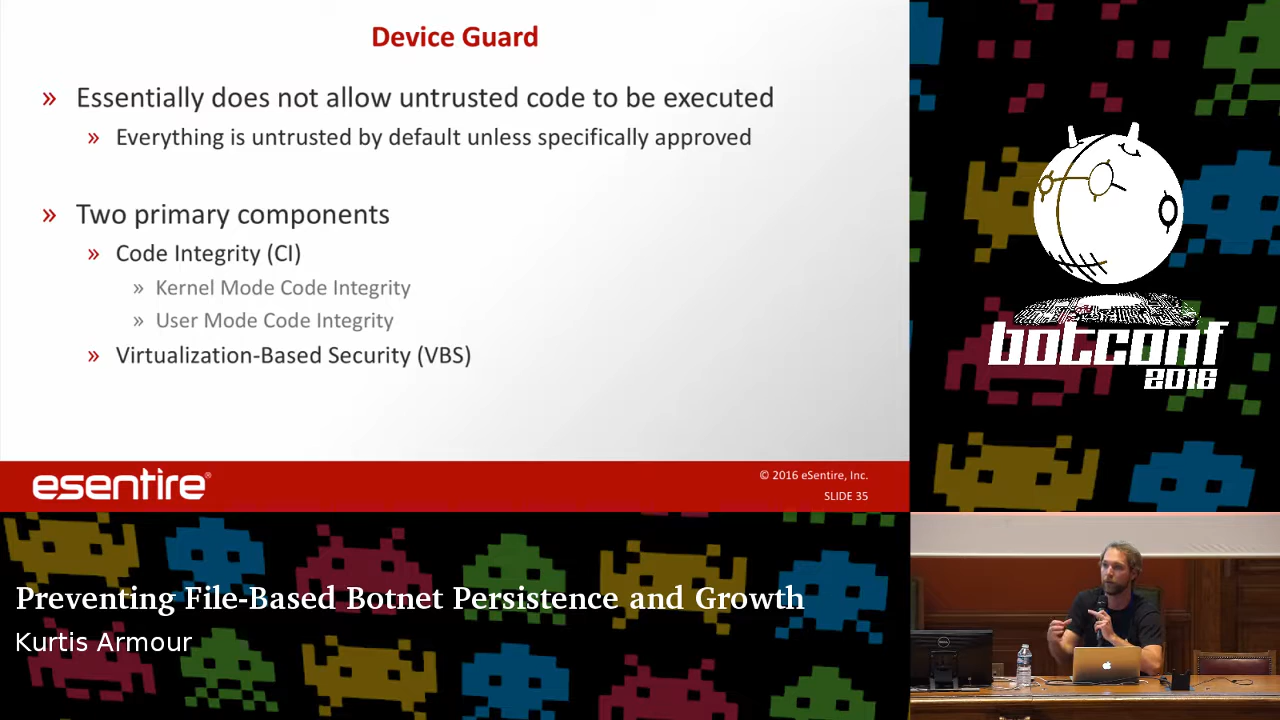 Device Guard
» Essentially does not allow untrusted code to be executed
» Everything is untrusted by default unless specifically approved
» Two primary components
» Code Integrity (CI)
» Kernel Mode Code Integrity
» User Mode Code Integrity
» Virtualization-Based Security (VBS)
esentire®
© 2016 eSentire, Inc.
SLIDE 35
botconf
2016
Preventing File-Based Botnet Persistence and Growth
Kurtis Armour